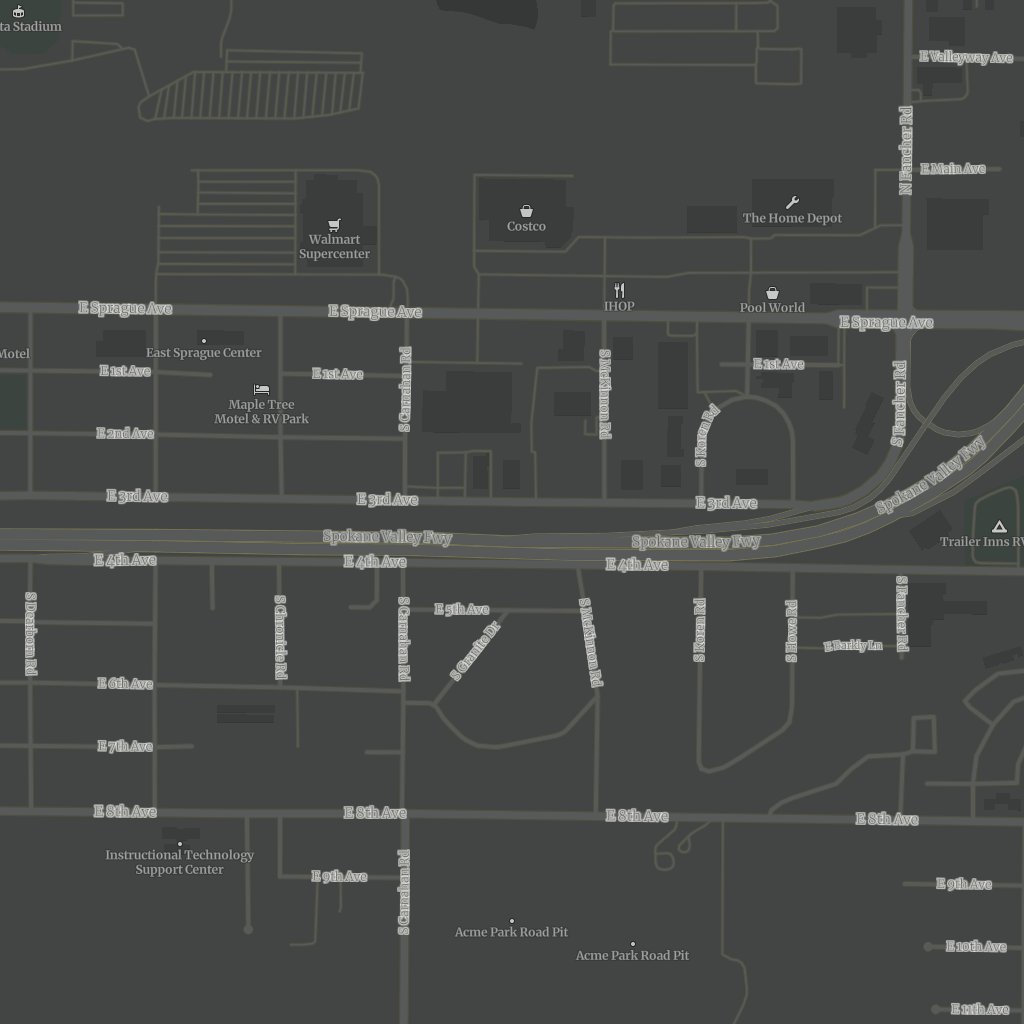 ta Stadium
E Valleyway Ave
N Fancher Rd
E Main Ave
The Home Depot
Costco
Walmart
Supercenter
IHOP
Pool World
E Sprague Ave
E Sprague Ave
E Sprague Ave
Motel
East Sprague Center
E 1st Ave
E 1st Ave
E 1st Ave
S Carnahan Rd
S McKinnon Rd
S Fancher Rd
Maple Tree
Motel & RV Park
S Koren Rd
E 2nd Ave
E 3rd Ave
E 3rd Ave
E 3rd Ave
Spokane Valley Fwy
Spokane Valley Fwy
Spokane Valley Fwy
Trailer Inns RV
E 4th Ave
E 4th Ave
E 4th Ave
S Dearborn Rd
S Chronicle Rd
S Carnahan Rd
E 5th Ave
S Granite Dr
S McKinnon Rd
S Koren Rd
S Howe Rd
S Fancher Rd
E Barkly Ln
E 6th Ave
E 7th Ave
E 8th Ave
E 8th Ave
E 8th Ave
E 8th Ave
Instructional Technology
Support Center
E 9th Ave
S Carnahan Rd
E 9th Ave
Acme Park Road Pit
Acme Park Road Pit
E 10th Ave
E 11th Ave